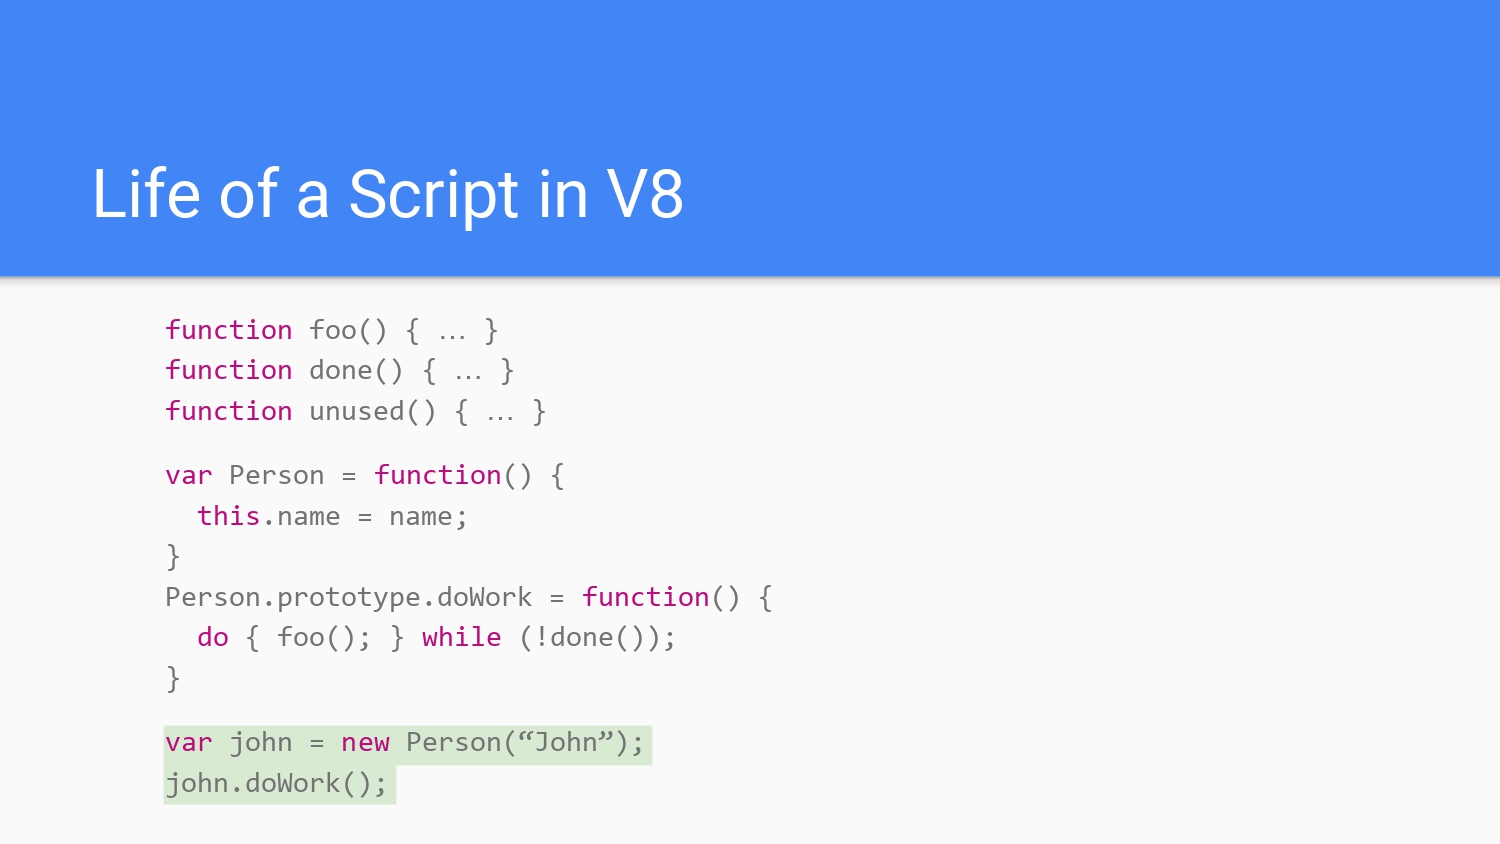 Life of a Script in V8
function foo() { … }
function done() { … }
function unused() { … }
var Person = function() {
  this.name = name;
}
Person.prototype.doWork = function() {
  do { foo(); } while (!done());
}
var john = new Person(“John”);
john.doWork();